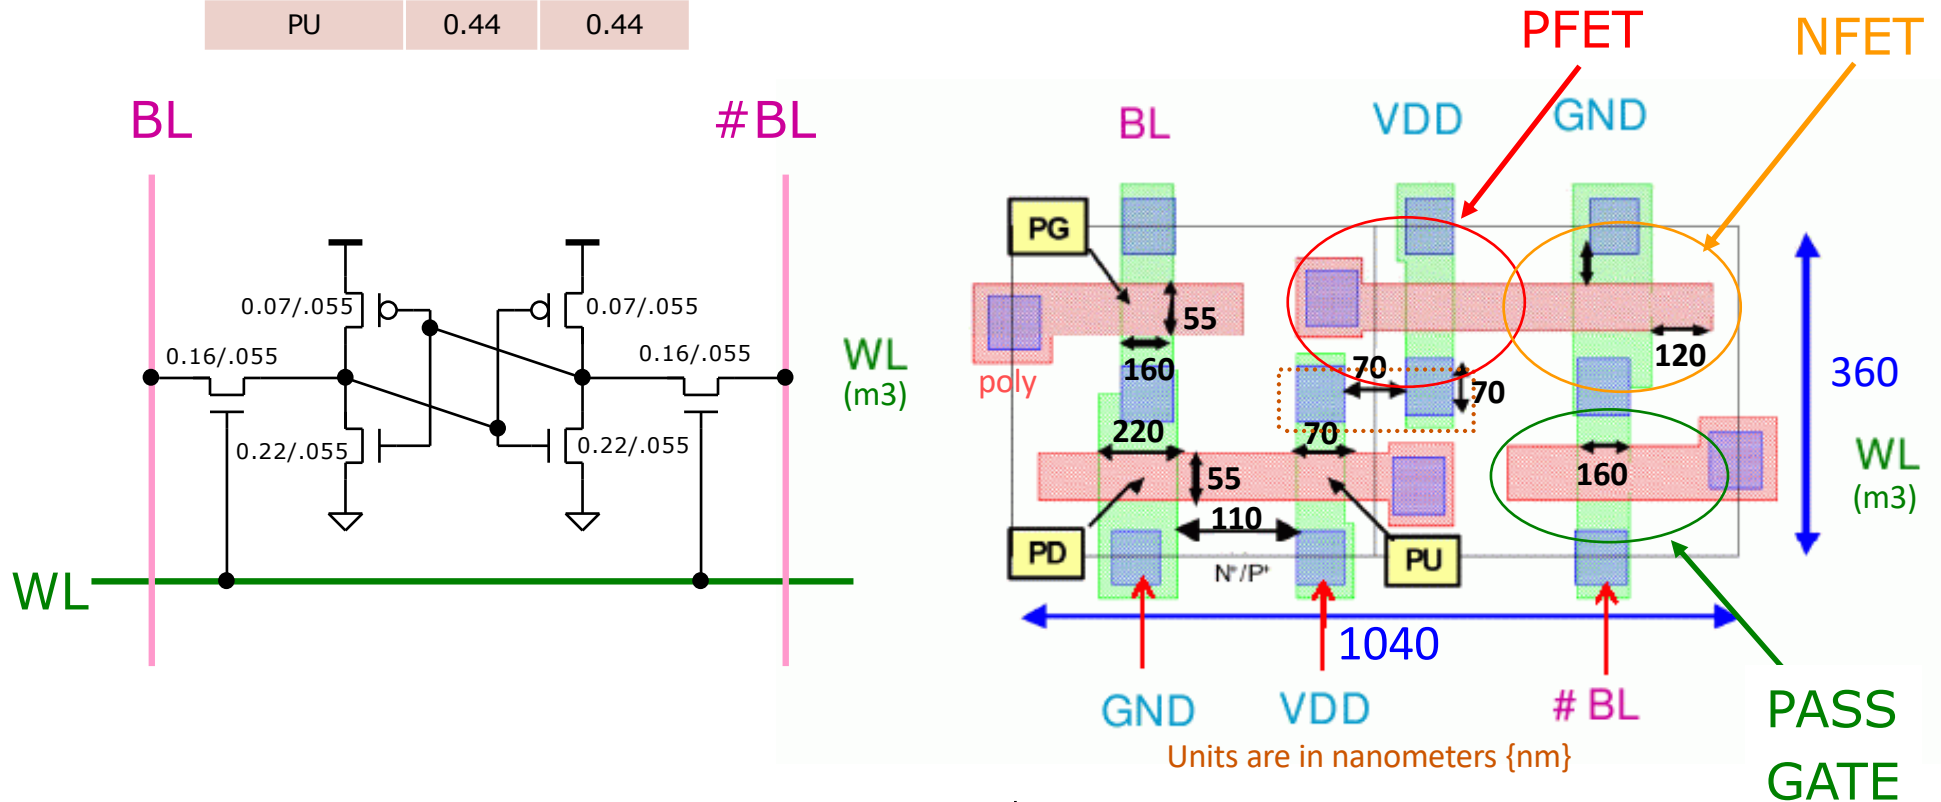 PU 0.44 0.44
PFET
NFET
BL
#BL
BL
VDD
GND
PG
0.07/.055
0.07/.055
55
WL
(m3)
0.16/.055
0.16/.055
160
70
120
360
poly
70
220
70
0.22/.055
0.22/.055
55
160
WL
(m3)
110
PD
PU
N+/P+
WL
1040
GND
VDD
# BL
PASS
GATE
Units are in nanometers {nm}